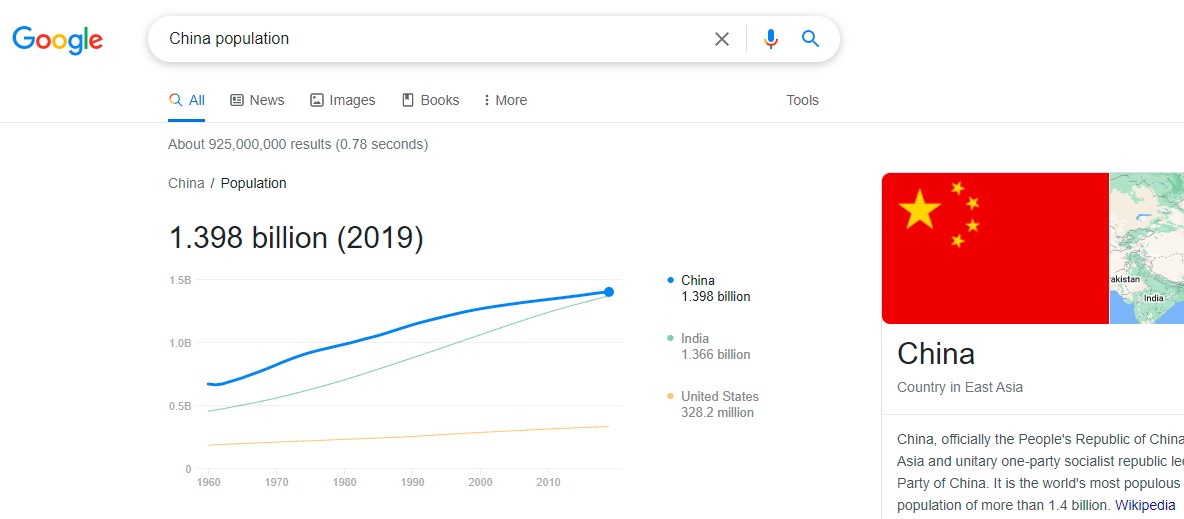 Google
China population
All News Images Books More Tools
About 925,000,000 results (0.78 seconds)
China / Population
1.398 billion (2019)
1.5B
1.0B
0.5B
0
1960 1970 1980 1990 2000 2010
China
1.398 billion
India
1.366 billion
United States
328.2 million
akistan
India
China
Country in East Asia
China, officially the People's Republic of China
Asia and unitary one-party socialist republic le
Party of China. It is the world's most populous
population of more than 1.4 billion. Wikipedia